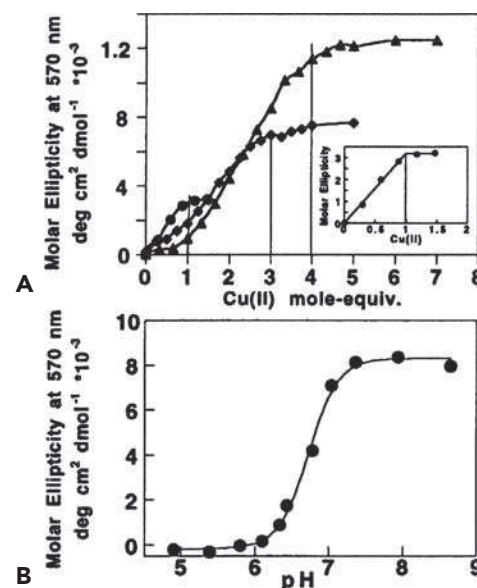 Molar Ellipticity at 570 nm
deg cm² dmol⁻¹ *10⁻³
1.2
8
4
0
0 1 2 3 4 5 6 7 8
Cu(II) mole-equiv.
Molar Ellipticity
3
2
1
0
0 0.5 1 1.5 2
Cu(II)
A
Molar Ellipticity at 570 nm
deg cm² dmol⁻¹ *10⁻³
10
8
6
4
2
0
5 6 7 8 9
pH
B